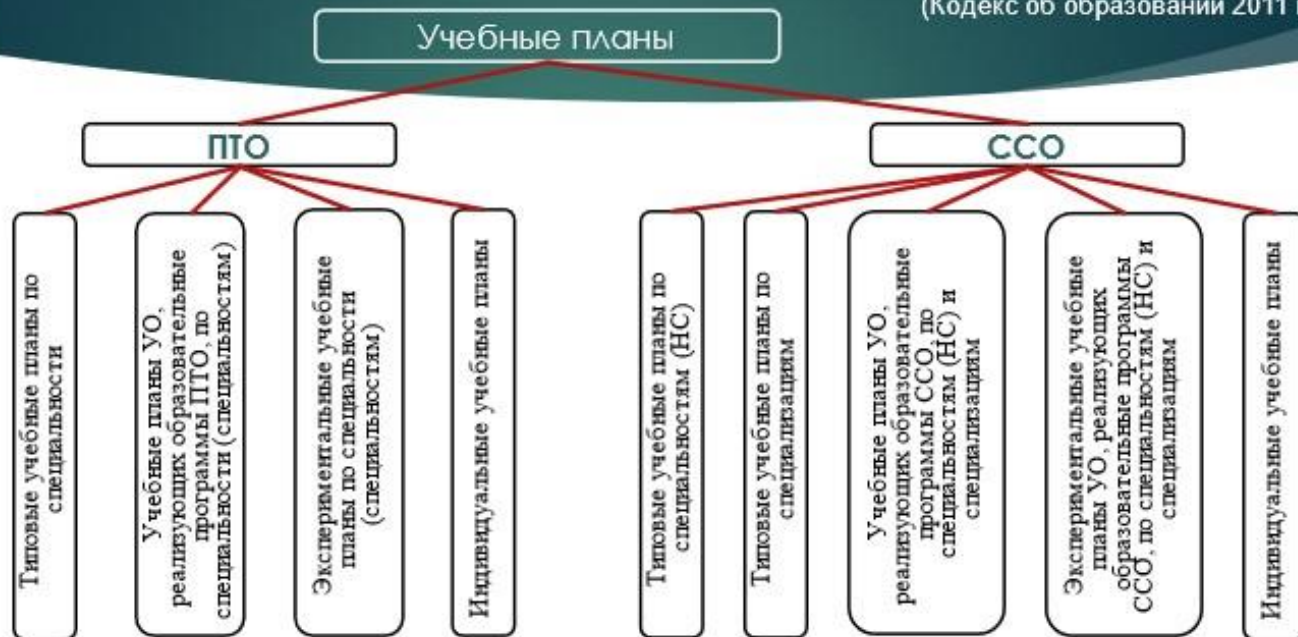 (Кодекс об образовании 2011
Учебные планы
ПТО
ССО
Типовые учебные планы по
специальности
Учебные планы УО,
реализующих образовательные
программы ПТО, по
специальности (специальностям)
Экспериментальные учебные
планы по специальности
(специальностям)
Индивидуальные учебные планы
Типовые учебные планы по
специальностям (НС)
Типовые учебные планы по
специализациям
Учебные планы УО,
реализующих образовательные
программы ССО, по
специальностям (НС) и
специализациям
Экспериментальные учебные
планы УО, реализующих
образовательные программы
ССО, по специальностям (НС) и
специализациям
Индивидуальные учебные планы